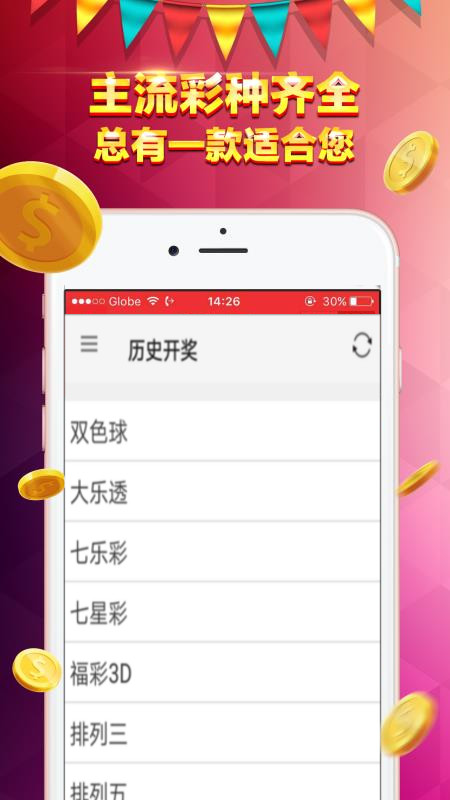 主流彩种齐全
总有一款适合您
Globe 14:26 30%
历史开奖
双色球
大乐透
七乐彩
七星彩
福彩3D
排列三
排列五